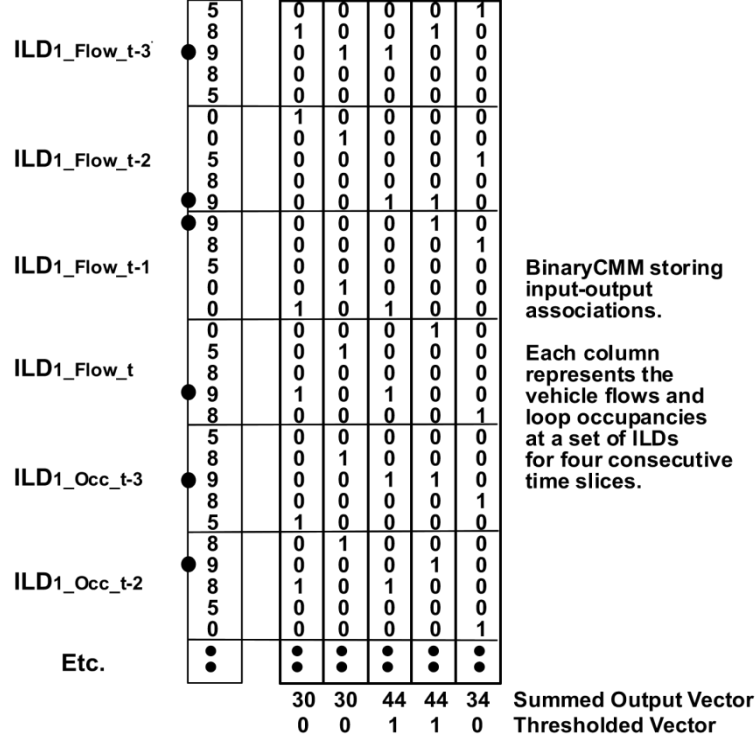 5 0 0 0 0 1
8 1 0 0 1 0
ILD1_Flow_t-3 9 0 1 1 0 0
8 0 0 0 0 0
5 0 0 0 0 0
0 1 0 0 0 0
0 0 1 0 0 0
ILD1_Flow_t-2 5 0 0 0 0 1
8 0 0 0 0 0
9 0 0 1 1 0
9 0 0 0 1 0
8 0 0 0 0 1
ILD1_Flow_t-1 5 0 0 0 0 0
0 0 1 0 0 0
0 1 0 1 0 0
0 0 0 0 1 0
5 0 1 0 0 0
ILD1_Flow_t 8 0 0 0 0 0
9 1 0 1 0 0
8 0 0 0 0 1
5 0 0 0 0 0
8 0 1 0 0 0
ILD1_Occ_t-3 9 0 0 1 1 0
8 0 0 0 0 1
5 1 0 0 0 0
8 0 1 0 0 0
9 0 0 0 1 0
ILD1_Occ_t-2 8 1 0 1 0 0
5 0 0 0 0 0
0 0 0 0 0 1
Etc.
30 30 44 44 34 Summed Output Vector
0 0 1 1 0 Thresholded Vector
BinaryCMM storing
input-output
associations.
Each column
represents the
vehicle flows and
loop occupancies
at a set of ILDs
for four consecutive
time slices.